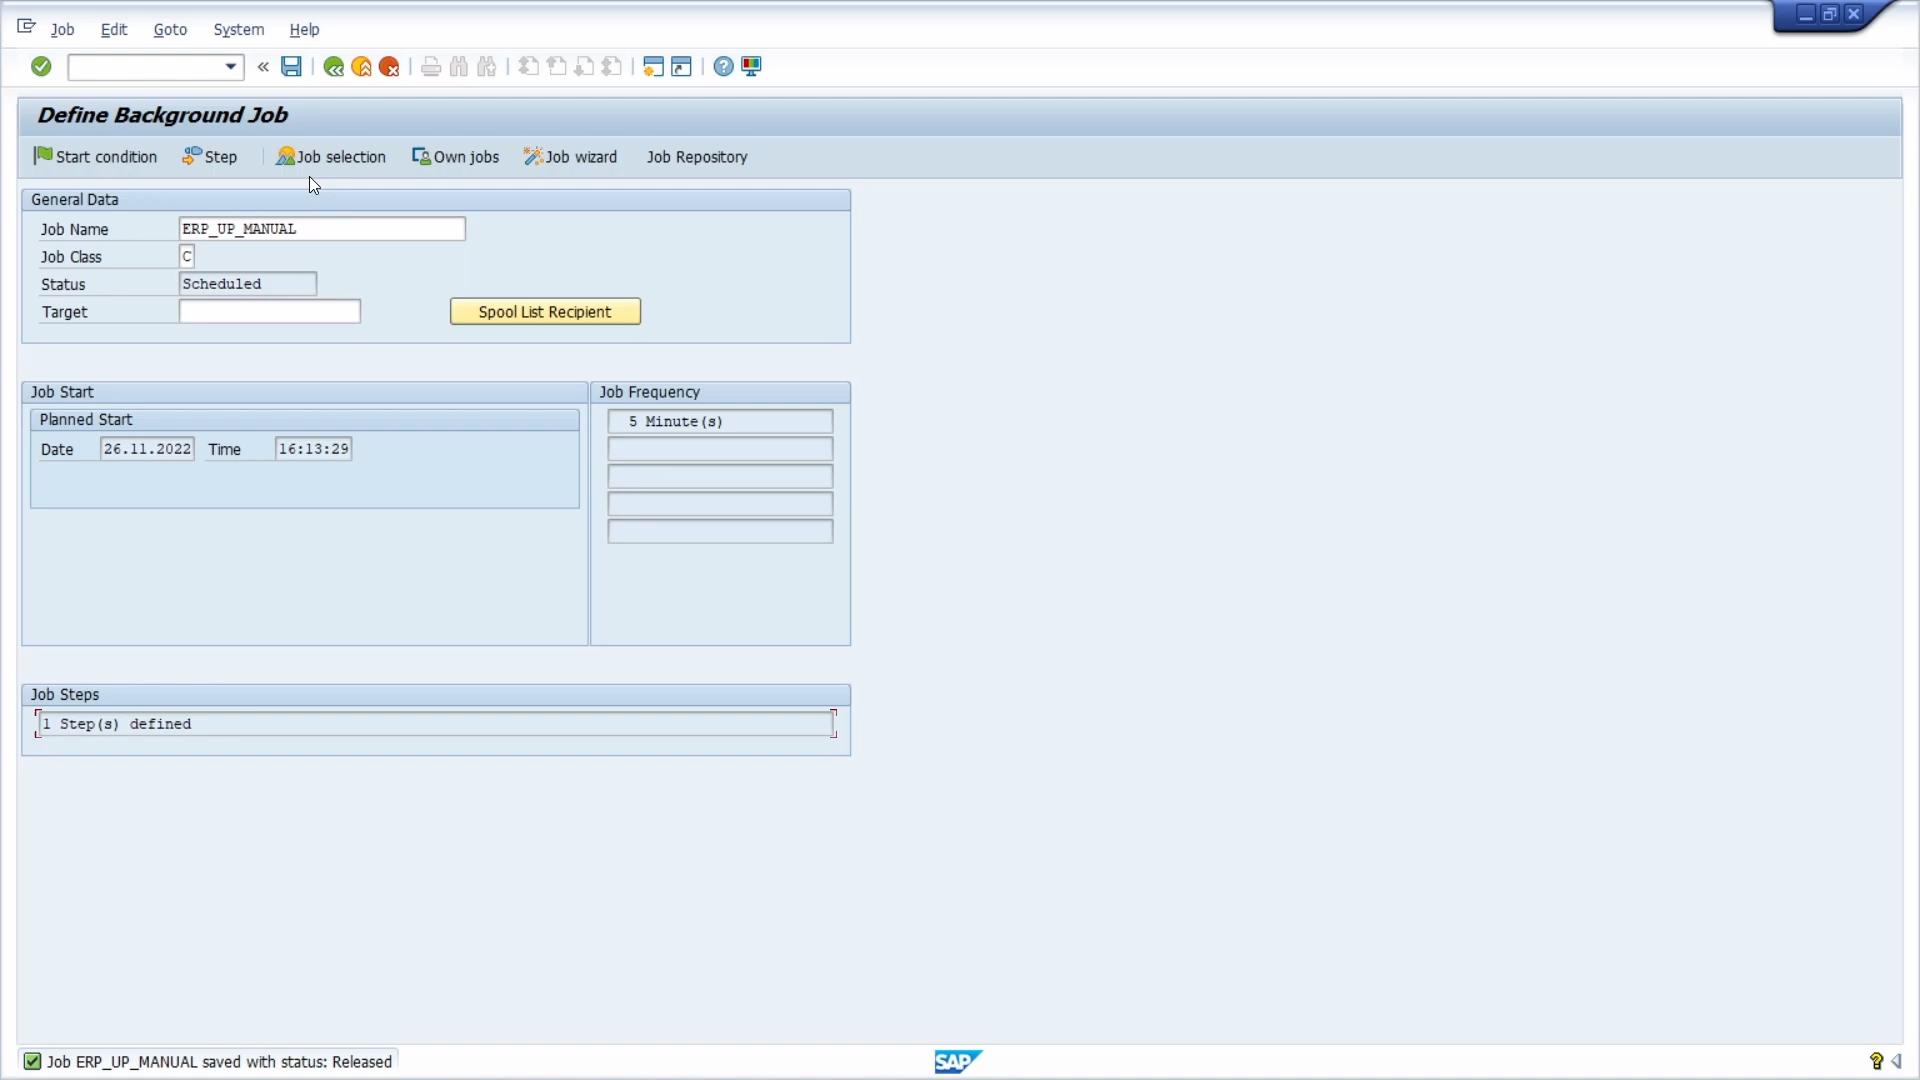 Job Edit Goto System Help
Define Background Job
Start condition Step Job selection Own jobs Job wizard Job Repository
General Data
Job Name ERP_UP_MANUAL
Job Class C
Status Scheduled
Target Spool List Recipient
Job Start Job Frequency
Planned Start 5 Minute(s)
Date 26.11.2022 Time 16:13:29
Job Steps
1 Step(s) defined
Job ERP_UP_MANUAL saved with status: Released SAP